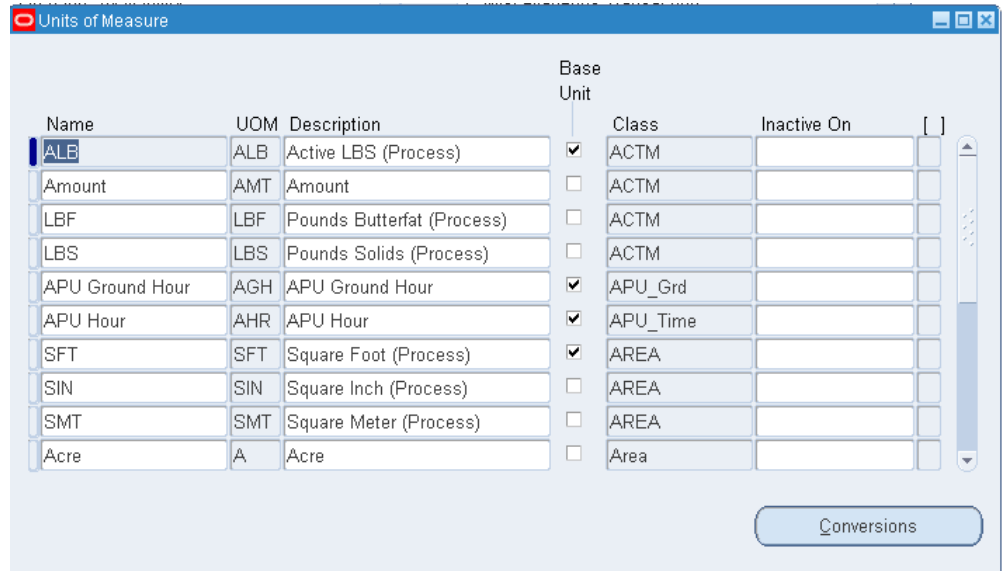 Units of Measure
Base
Unit
Name UOM Description Class Inactive On [ ]
ALB ALB Active LBS (Process) ACTM
Amount AMT Amount ACTM
LBF LBF Pounds Butterfat (Process) ACTM
LBS LBS Pounds Solids (Process) ACTM
APU Ground Hour AGH APU Ground Hour APU_Grd
APU Hour AHR APU Hour APU_Time
SFT SFT Square Foot (Process) AREA
SIN SIN Square Inch (Process) AREA
SMT SMT Square Meter (Process) AREA
Acre A Acre Area
Conversions